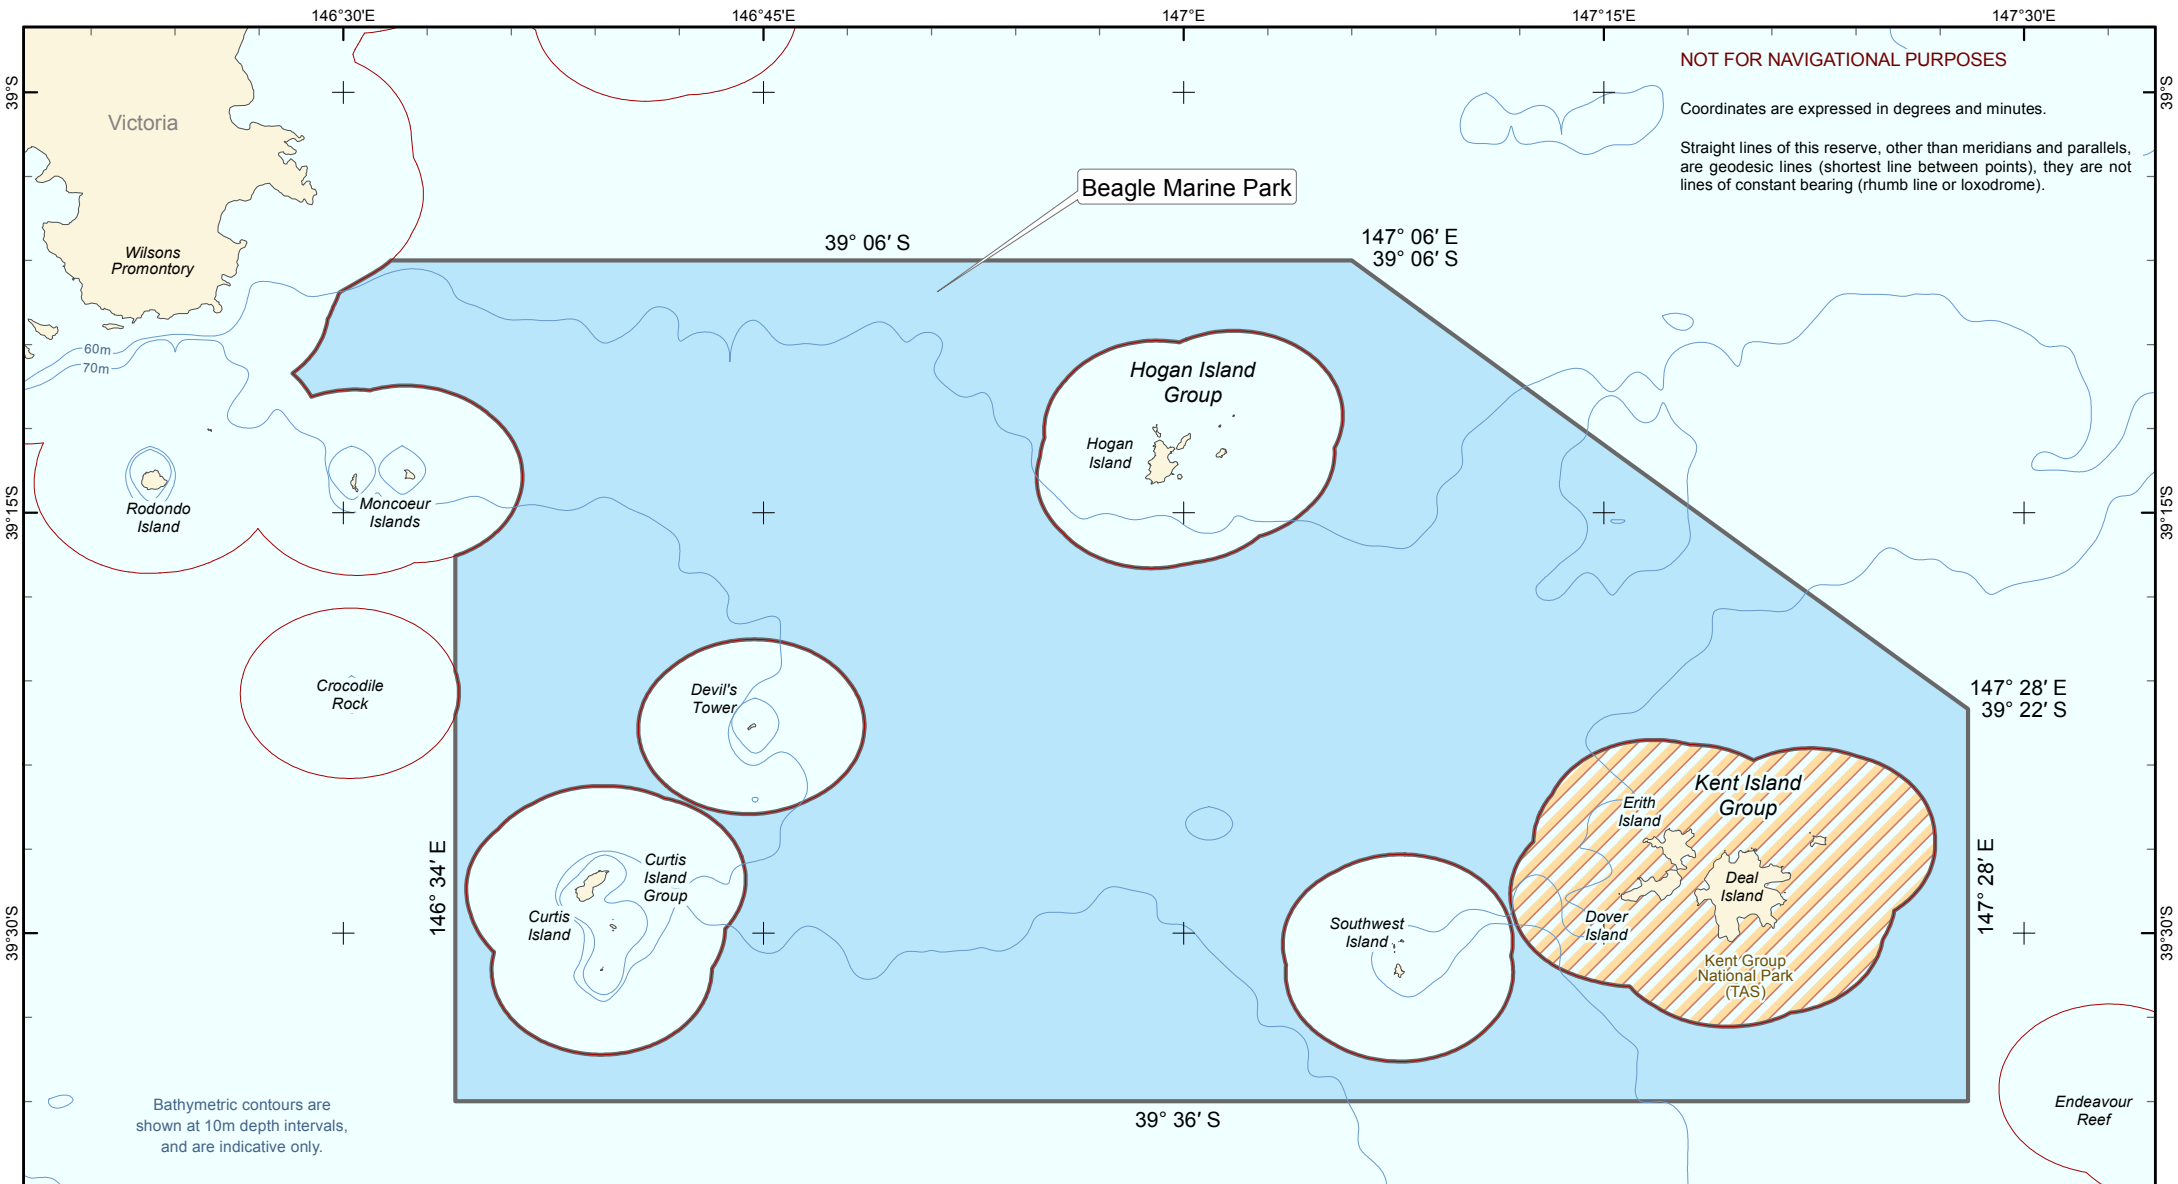 146°30'E
146°45'E
147°E
147°15'E
147°30'E
39°S
39°S
NOT FOR NAVIGATIONAL PURPOSES
Coordinates are expressed in degrees and minutes.
Straight lines of this reserve, other than meridians and parallels,
are geodesic lines (shortest line between points), they are not
lines of constant bearing (rhumb line or loxodrome).
Victoria
Beagle Marine Park
Wilsons
Promontory
39° 06′ S
147° 06′ E
39° 06′ S
60m
70m
Hogan Island
Group
Hogan
Island
39°15'S
39°15'S
Rodondo
Island
Moncoeur
Islands
Crocodile
Rock
Devil's
Tower
147° 28′ E
39° 22′ S
Kent Island
Group
Erith
Island
Deal
Island
Dover
Island
Kent Group
National Park
(TAS)
146° 34′ E
147° 28′ E
Curtis
Island
Group
Curtis
Island
Southwest
Island
39°30'S
39°30'S
Bathymetric contours are
shown at 10m depth intervals,
and are indicative only.
39° 36′ S
Endeavour
Reef